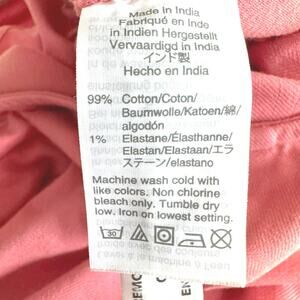 Made in India
Fabriqué en Inde
in Indien Hergestellt
Vervaardigd in India
インド製
Hecho en India
99% Cotton/Coton/
Baumwolle/Katoen/綿/
algodón
1% Elastane/Élasthanne/
Elastan/Elastaan/エラ
ステーン/elastano
Machine wash cold with
like colors. Non chlorine
bleach only. Tumble dry
low. Iron on lowest setting.
30